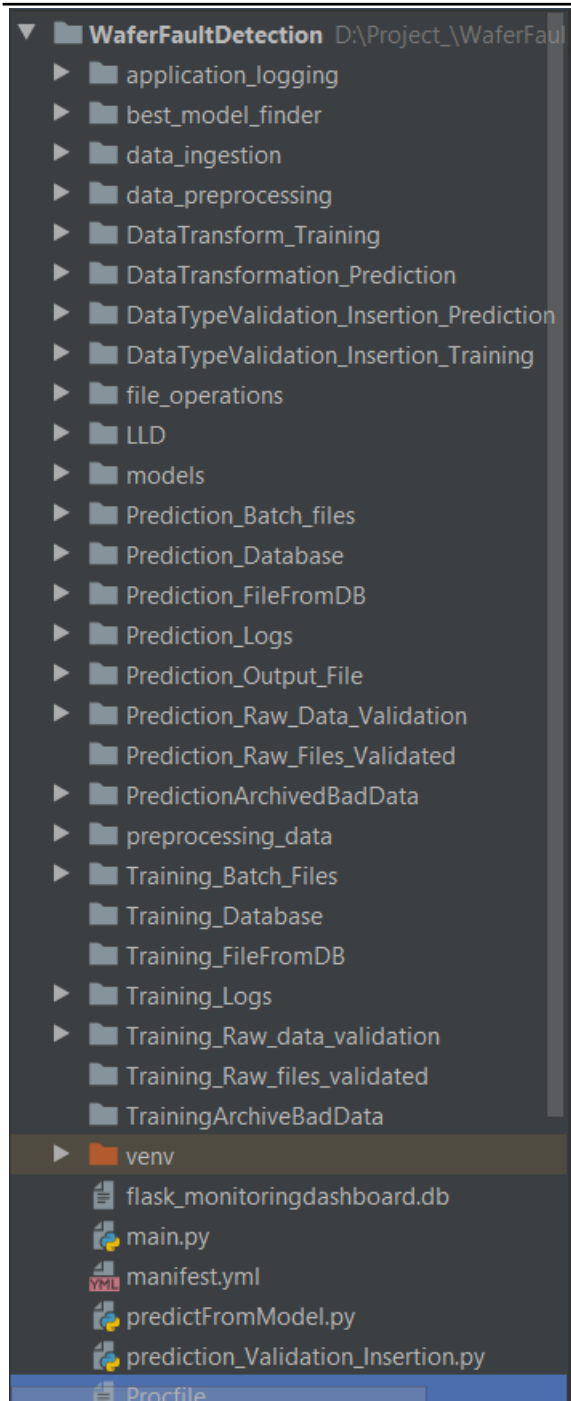 WaferFaultDetection D:\Project_\WaferFaul
application_logging
best_model_finder
data_ingestion
data_preprocessing
DataTransform_Training
DataTransformation_Prediction
DataTypeValidation_Insertion_Prediction
DataTypeValidation_Insertion_Training
file_operations
LLD
models
Prediction_Batch_files
Prediction_Database
Prediction_FileFromDB
Prediction_Logs
Prediction_Output_File
Prediction_Raw_Data_Validation
Prediction_Raw_Files_Validated
PredictionArchivedBadData
preprocessing_data
Training_Batch_Files
Training_Database
Training_FileFromDB
Training_Logs
Training_Raw_data_validation
Training_Raw_files_validated
TrainingArchiveBadData
venv
flask_monitoringdashboard.db
main.py
YML manifest.yml
predictFromModel.py
prediction_Validation_Insertion.py
Procfile